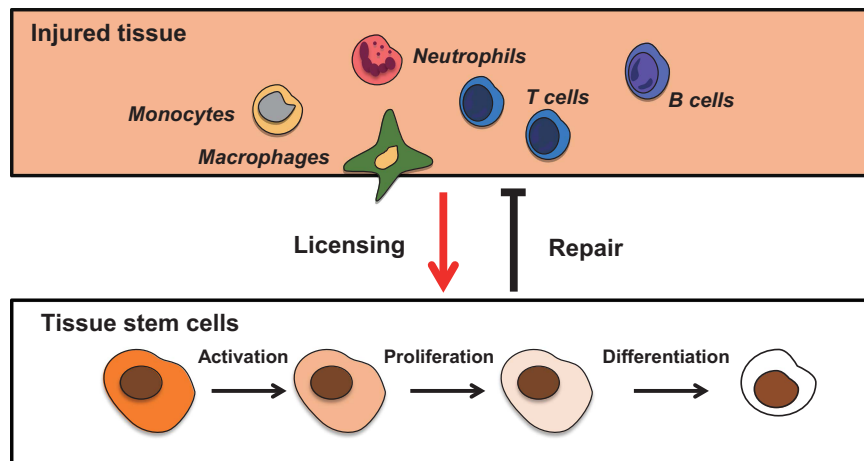 Injured tissue
Neutrophils
T cells
B cells
Monocytes
Macrophages
Licensing
Repair
Tissue stem cells
Activation
Proliferation
Differentiation